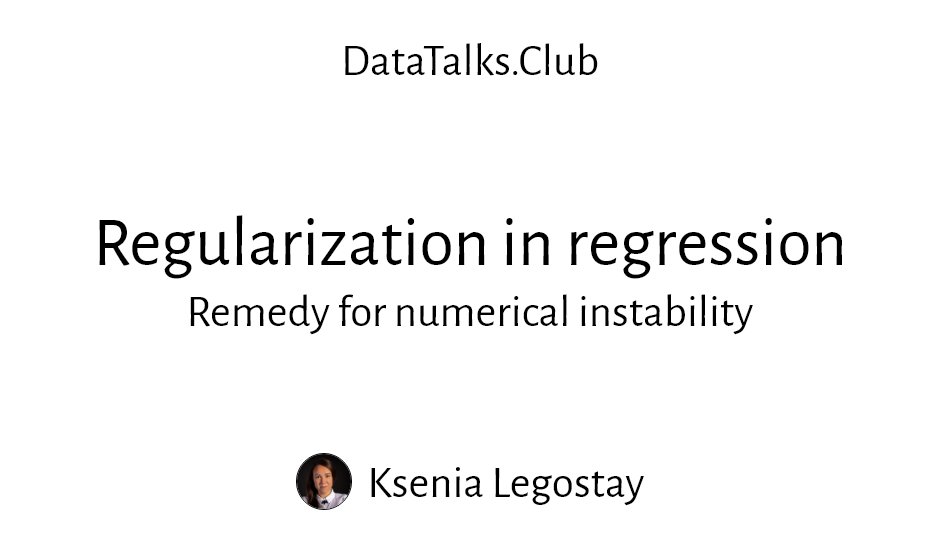 DataTalks.Club
Regularization in regression
Remedy for numerical instability
Ksenia Legostay